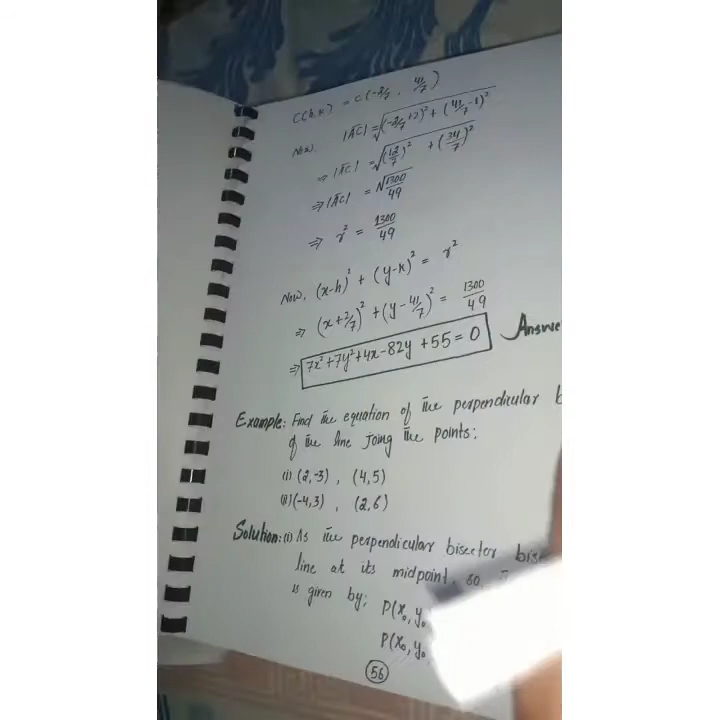 C(h,k) = C(-2/7, 41/7)
Now, |AC| = √((-2/7+2)² + (41/7-1)²)
⇒ |AC| = √((12/7)² + (34/7)²)
⇒ |AC| = √(1300/49)
⇒ r² = 1300/49
Now, (x-h)² + (y-k)² = r²
⇒ (x+2/7)² + (y-41/7)² = 1300/49
⇒ 7x²+7y²+4x-82y+55=0 Answe
Example: Find the equation of the perpendicular b
of the line joing the points:
(i) (2,-3), (4,5)
(ii) (-4,3), (2,6)
Solution: (i) As the perpendicular bisector bis
line at its midpoint, so
is given by; P(x₀, y₀
P(x₀, y₀
56